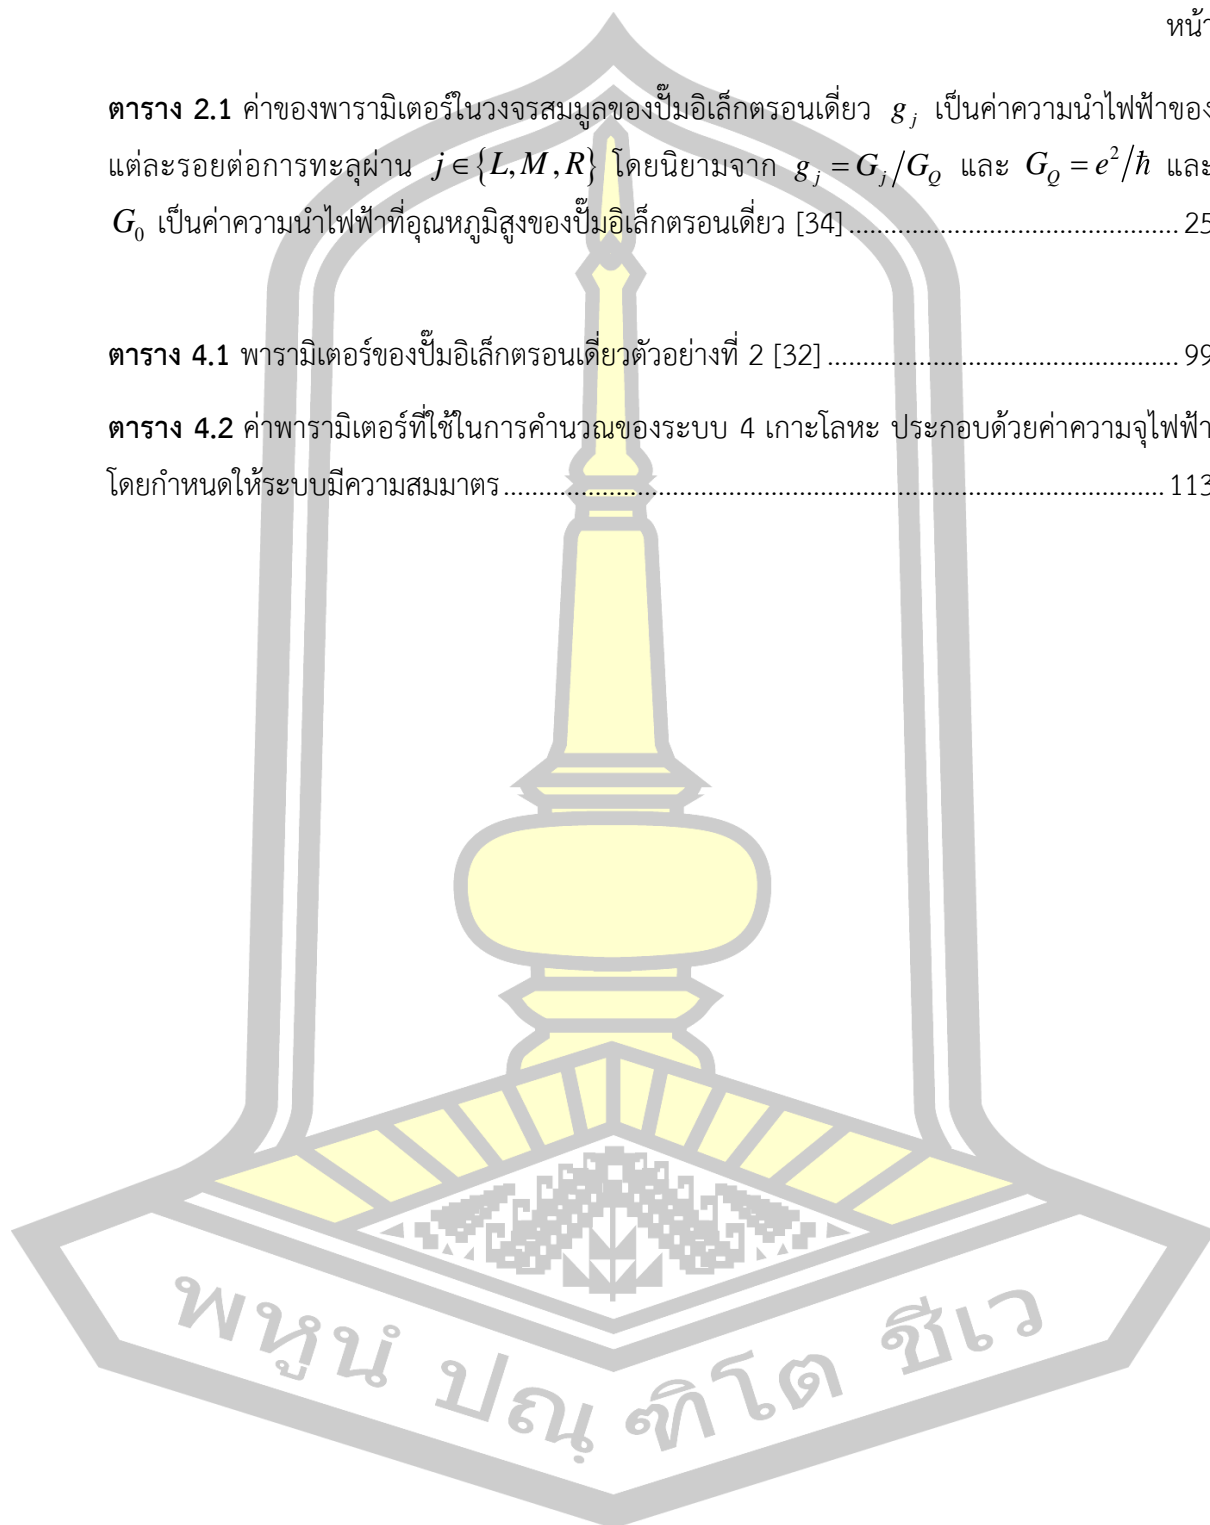 หน้า
ตาราง 2.1 ค่าของพารามิเตอร์ในวงจรสมมูลของปั๊มอิเล็กตรอนเดี่ยว g_j เป็นค่าความนำไฟฟ้าของ
แต่ละรอยต่อการทะลุผ่าน j∈{L,M,R} โดยนิยามจาก g_j = G_j/G_Q และ G_Q = e²/ℏ และ
G₀ เป็นค่าความนำไฟฟ้าที่อุณหภูมิสูงของปั๊มอิเล็กตรอนเดี่ยว [34] ................................................ 25
ตาราง 4.1 พารามิเตอร์ของปั๊มอิเล็กตรอนเดี่ยวตัวอย่างที่ 2 [32] ................................................... 99
ตาราง 4.2 ค่าพารามิเตอร์ที่ใช้ในการคำนวณของระบบ 4 เกาะโลหะ ประกอบด้วยค่าความจุไฟฟ้า
โดยกำหนดให้ระบบมีความสมมาตร ............................................................................................... 113
พหูนํ ปณฺฑิโต ชีเว